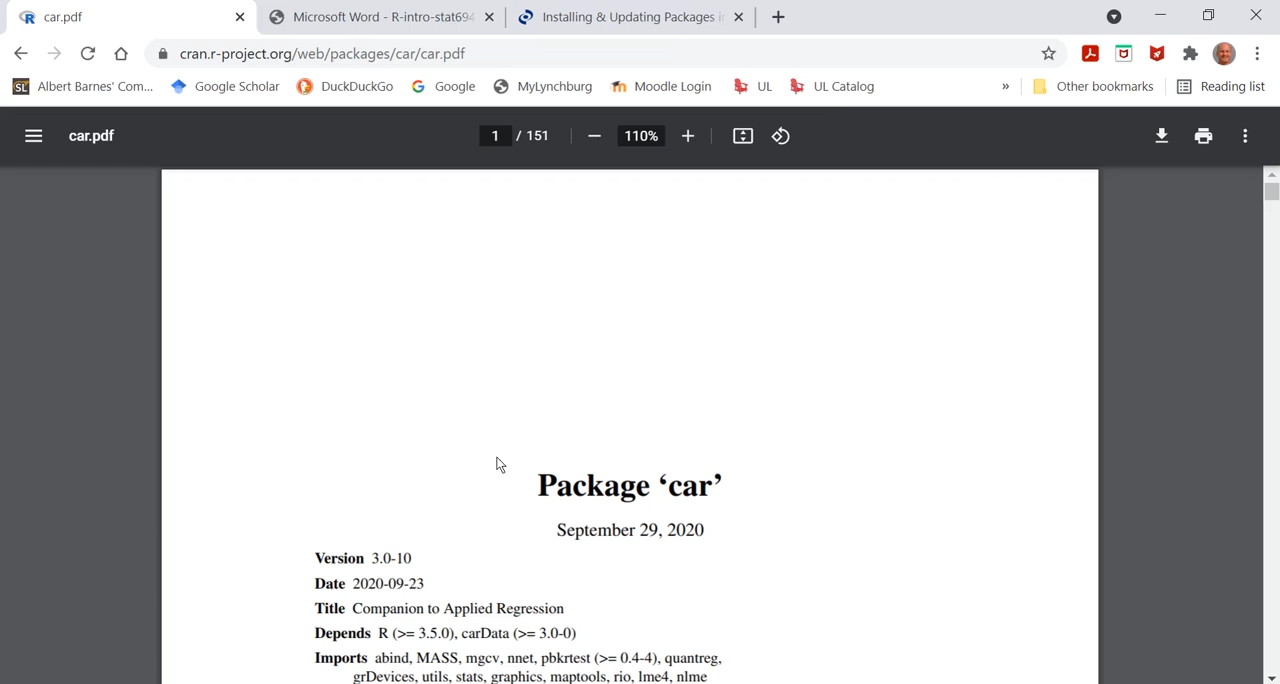 car.pdf
Microsoft Word - R-intro-stat694
Installing & Updating Packages i
cran.r-project.org/web/packages/car/car.pdf
SL Albert Barnes' Com...
Google Scholar
DuckDuckGo
Google
MyLynchburg
Moodle Login
UL
UL Catalog
»
Other bookmarks
Reading list
car.pdf
1 / 151
110%
Package ‘car’
September 29, 2020
Version 3.0-10
Date 2020-09-23
Title Companion to Applied Regression
Depends R (>= 3.5.0), carData (>= 3.0-0)
Imports abind, MASS, mgcv, nnet, pbkrtest (>= 0.4-4), quantreg,
grDevices, utils, stats, graphics, maptools, rio, lme4, nlme